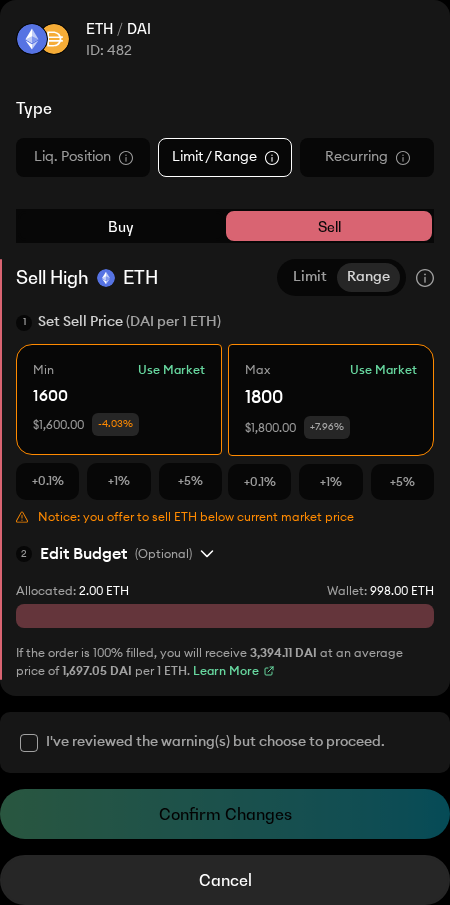 ETH / DAI
ID: 482
Type
Liq. Position
Limit / Range
Recurring
Buy
Sell
Sell High ETH
Limit
Range
1 Set Sell Price (DAI per 1 ETH)
Min
Use Market
1600
$1,600.00
-4.03%
Max
Use Market
1800
$1,800.00
+7.96%
+0.1%
+1%
+5%
+0.1%
+1%
+5%
Notice: you offer to sell ETH below current market price
2 Edit Budget (Optional)
Allocated: 2.00 ETH
Wallet: 998.00 ETH
If the order is 100% filled, you will receive 3,394.11 DAI at an average
price of 1,697.05 DAI per 1 ETH. Learn More
I've reviewed the warning(s) but choose to proceed.
Confirm Changes
Cancel